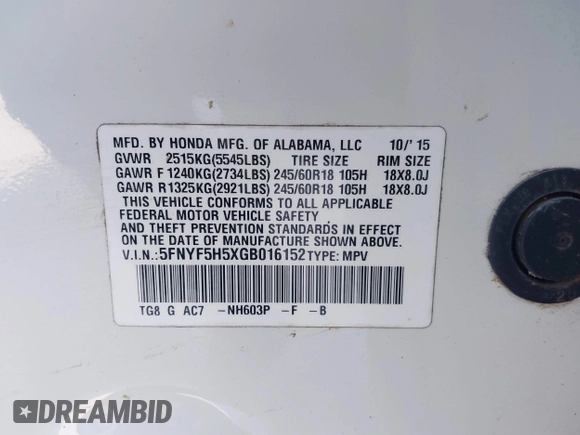 MFD. BY HONDA MFG. OF ALABAMA, LLC 10/'15
GVWR 2515KG(5545LBS) TIRE SIZE RIM SIZE
GAWR F 1240KG(2734LBS) 245/60R18 105H 18X8.0J
GAWR R 1325KG(2921LBS) 245/60R18 105H 18X8.0J
THIS VEHICLE CONFORMS TO ALL APPLICABLE
FEDERAL MOTOR VEHICLE SAFETY
AND THEFT PREVENTION STANDARDS IN EFFECT
ON THE DATE OF MANUFACTURE SHOWN ABOVE.
V.I.N.: 5FNYF5H5XGB016152 TYPE: MPV
TG8 G AC7 -NH603P -F -B
DREAMBID